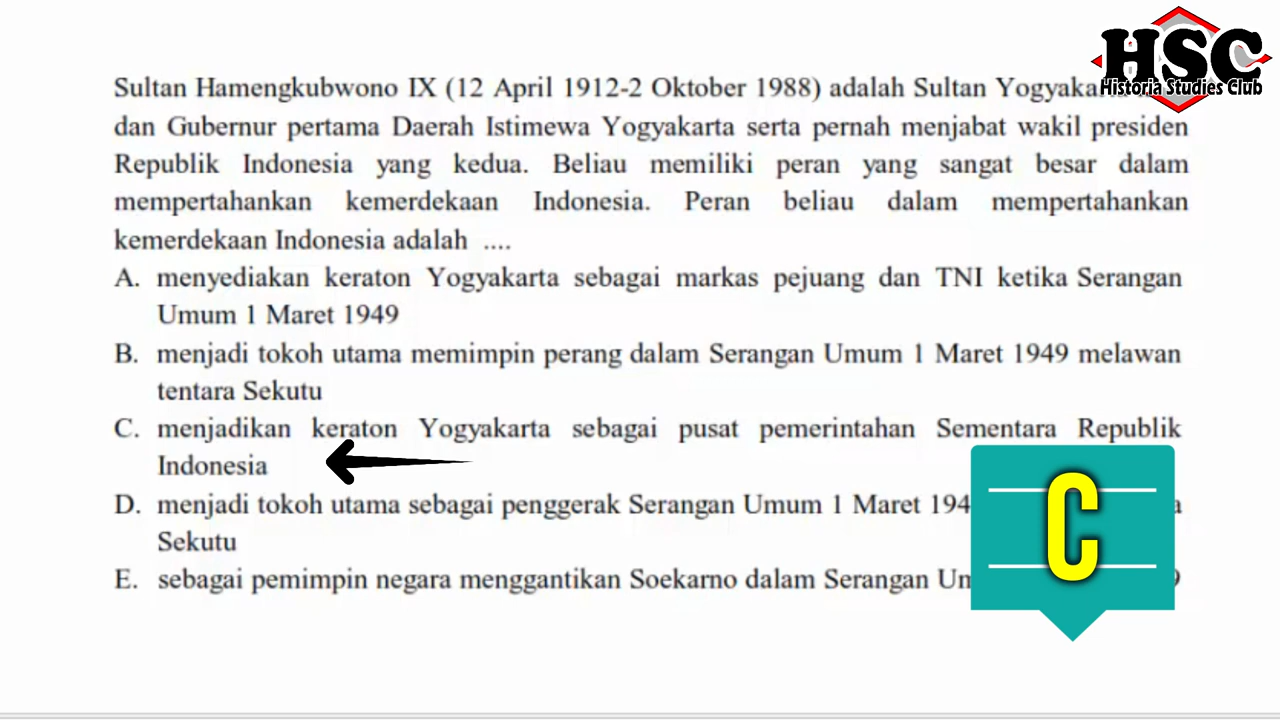 HSC
Historia Studies Club
Sultan Hamengkubwono IX (12 April 1912-2 Oktober 1988) adalah Sultan
dan Gubernur pertama Daerah Istimewa Yogyakarta serta pernah menjabat wakil presiden
Republik Indonesia yang kedua. Beliau memiliki peran yang sangat besar dalam
mempertahankan kemerdekaan Indonesia. Peran beliau dalam mempertahankan
kemerdekaan Indonesia adalah ....
A. menyediakan keraton Yogyakarta sebagai markas pejuang dan TNI ketika Serangan
Umum 1 Maret 1949
B. menjadi tokoh utama memimpin perang dalam Serangan Umum 1 Maret 1949 melawan
tentara Sekutu
C. menjadikan keraton Yogyakarta sebagai pusat pemerintahan Sementara Republik
Indonesia
D. menjadi tokoh utama sebagai penggerak Serangan Umum 1 Maret
Sekutu
E. sebagai pemimpin negara menggantikan Soekarno dalam Serangan
C